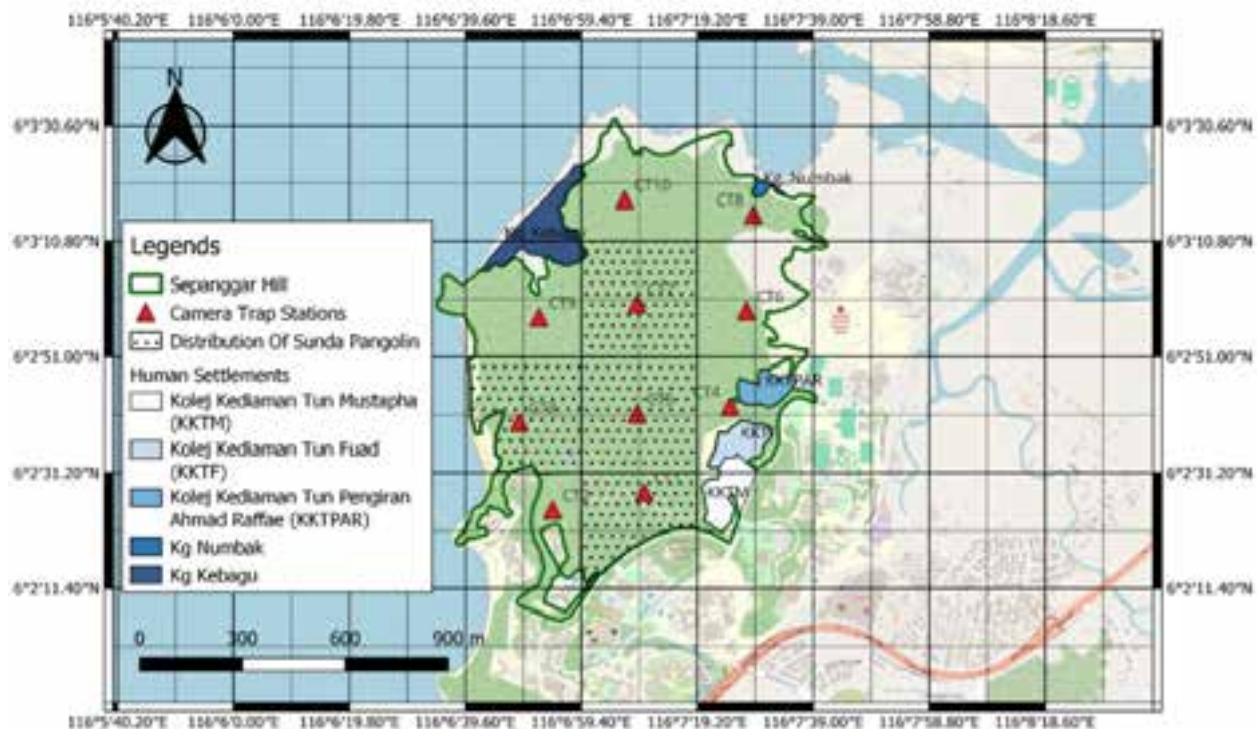 116°5'40.20"E 116°6'0.00"E 116°6'19.80"E 116°6'39.60"E 116°6'59.40"E 116°7'19.20"E 116°7'39.00"E 116°7'58.80"E 116°8'18.60"E
N
6°3'30.60"N 6°3'30.60"N
Kg. Numbak
CT10
CT8
6°3'10.80"N 6°3'10.80"N
CT7
CT6
CT9
6°2'51.00"N 6°2'51.00"N
KKTPAR
CT4
KKTF
6°2'31.20"N 6°2'31.20"N
KKTM
6°2'11.40"N 6°2'11.40"N
Legends
Sepanggar Hill
Camera Trap Stations
Distribution Of Sunda Pangolin
Human Settlements
Kolej Kediaman Tun Mustapha
(KKTM)
Kolej Kediaman Tun Fuad
(KKTF)
Kolej Kediaman Tun Pengiran
Ahmad Raffae (KKTPAR)
Kg Numbak
Kg Kebagu
0 300 600 900 m
116°5'40.20"E 116°6'0.00"E 116°6'19.80"E 116°6'39.60"E 116°6'59.40"E 116°7'19.20"E 116°7'39.00"E 116°7'58.80"E 116°8'18.60"E